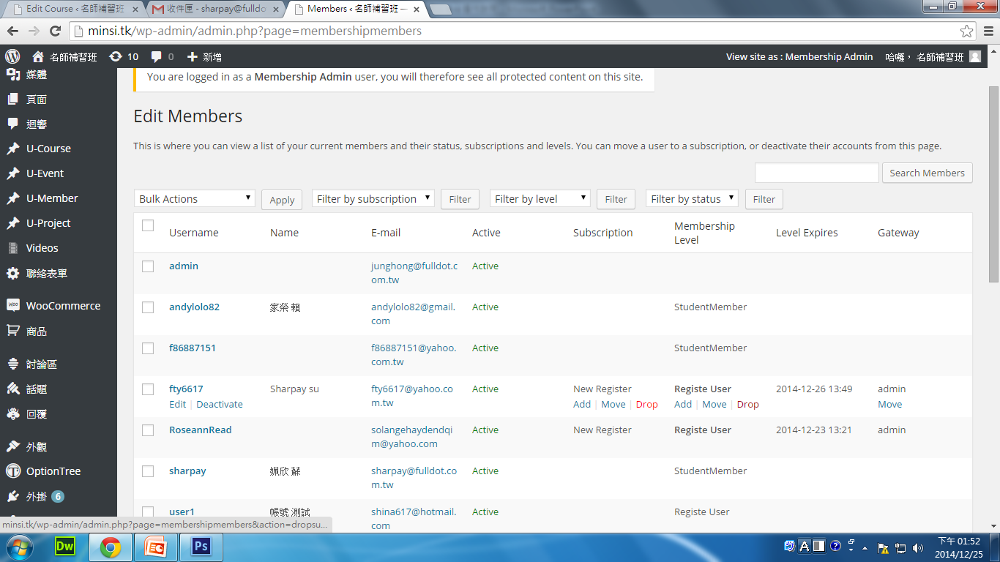 Edit Course ‹ 名師補習班
收件匣 - sharpay@fulldo
Members ‹ 名師補習班 —
minsi.tk/wp-admin/admin.php?page=membershipmembers
名師補習班
10
0
新增
View site as : Membership Admin
哈囉， 名師補習班
媒體
頁面
迴響
U-Course
U-Event
U-Member
U-Project
Videos
聯絡表單
WooCommerce
商品
討論區
話題
回覆
外觀
OptionTree
外掛 6
You are logged in as a Membership Admin user, you will therefore see all protected content on this site.
Edit Members
This is where you can view a list of your current members and their status, subscriptions and levels. You can move a user to a subscription, or deactivate their accounts from this page.
Search Members
Bulk Actions Apply Filter by subscription Filter Filter by level Filter Filter by status Filter
Username Name E-mail Active Subscription Membership Level Level Expires Gateway
admin junghong@fulldot.c
om.tw Active
andylolo82 家榮 賴 andylolo82@gmail.
com Active StudentMember
f86887151 f86887151@yahoo.
com.tw Active StudentMember
fty6617 Sharpay su fty6617@yahoo.co
m.tw Active New Register Registe User 2014-12-26 13:49 admin
Edit | Deactivate Add | Move | Drop Add | Move | Drop Move
RoseannRead solangehaydendqi
m@yahoo.com Active New Register Registe User 2014-12-23 13:21 admin
sharpay 姵欣 蘇 sharpay@fulldot.co
m.tw Active StudentMember
user1 帳號 測試 shina617@hotmail.
com Active Registe User
minsi.tk/wp-admin/admin.php?page=membershipmembers&action=dropsu...
Dw
Ps
A
下午 01:52
2014/12/25